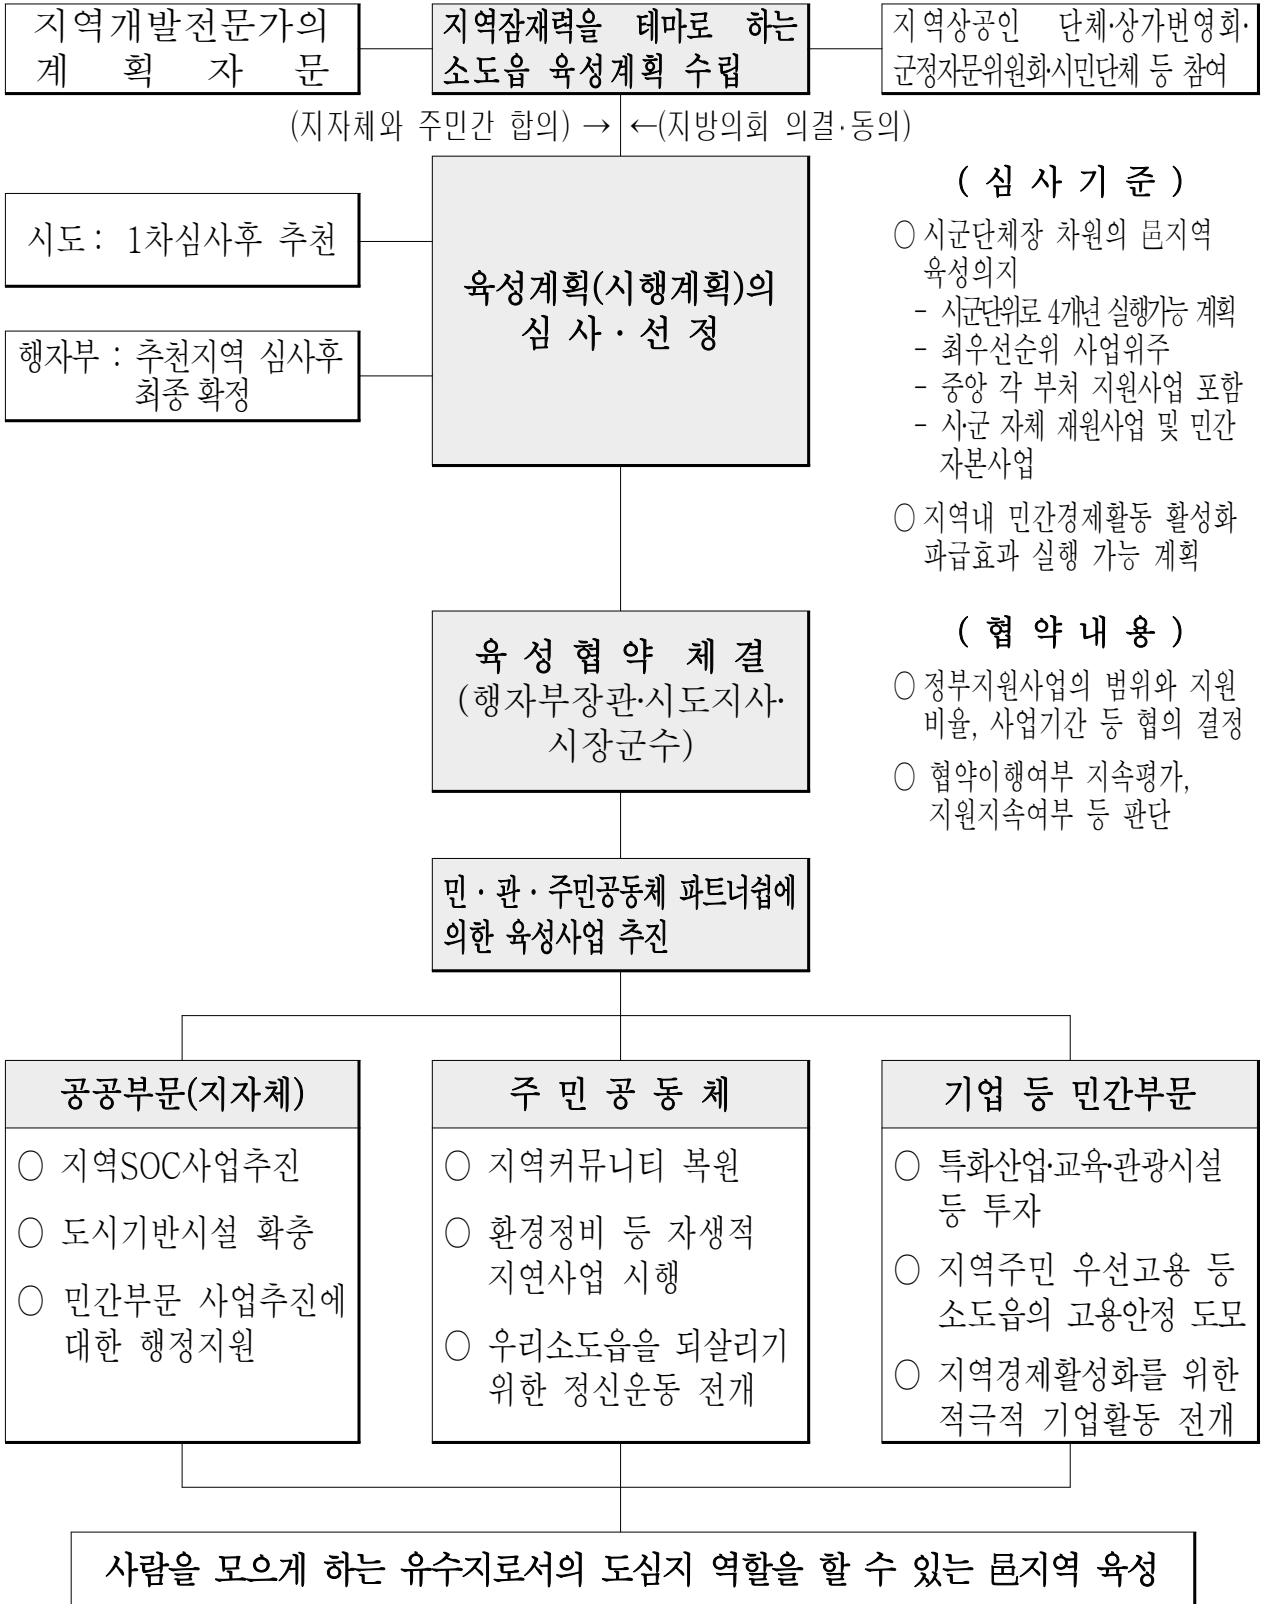 지역개발전문가의
계 획 자 문
지역잠재력을 테마로 하는
소도읍 육성계획 수립
지역상공인 단체·상가번영회·
군정자문위원회·시민단체 등 참여
(지자체와 주민간 합의) → ←(지방의회 의결·동의)
시도 : 1차심사후 추천
행자부 : 추천지역 심사후
최종 확정
육성계획(시행계획)의
심 사 · 선 정
( 심 사 기 준 )
○ 시군단체장 차원의 邑지역
육성의지
- 시군단위로 4개년 실행가능 계획
- 최우선순위 사업위주
- 중앙 각 부처 지원사업 포함
- 시·군 자체 재원사업 및 민간
자본사업
○ 지역내 민간경제활동 활성화
파급효과 실행 가능 계획
육 성 협 약 체 결
(행자부장관·시도지사·
시장군수)
( 협 약 내 용 )
○ 정부지원사업의 범위와 지원
비율, 사업기간 등 협의 결정
○ 협약이행여부 지속평가,
지원지속여부 등 판단
민 · 관 · 주민공동체 파트너쉽에
의한 육성사업 추진
공공부문(지자체)
○ 지역SOC사업추진
○ 도시기반시설 확충
○ 민간부문 사업추진에
대한 행정지원
주 민 공 동 체
○ 지역커뮤니티 복원
○ 환경정비 등 자생적
지연사업 시행
○ 우리소도읍을 되살리기
위한 정신운동 전개
기업 등 민간부문
○ 특화산업·교육·관광시설
등 투자
○ 지역주민 우선고용 등
소도읍의 고용안정 도모
○ 지역경제활성화를 위한
적극적 기업활동 전개
사람을 모으게 하는 유수지로서의 도심지 역할을 할 수 있는 邑지역 육성